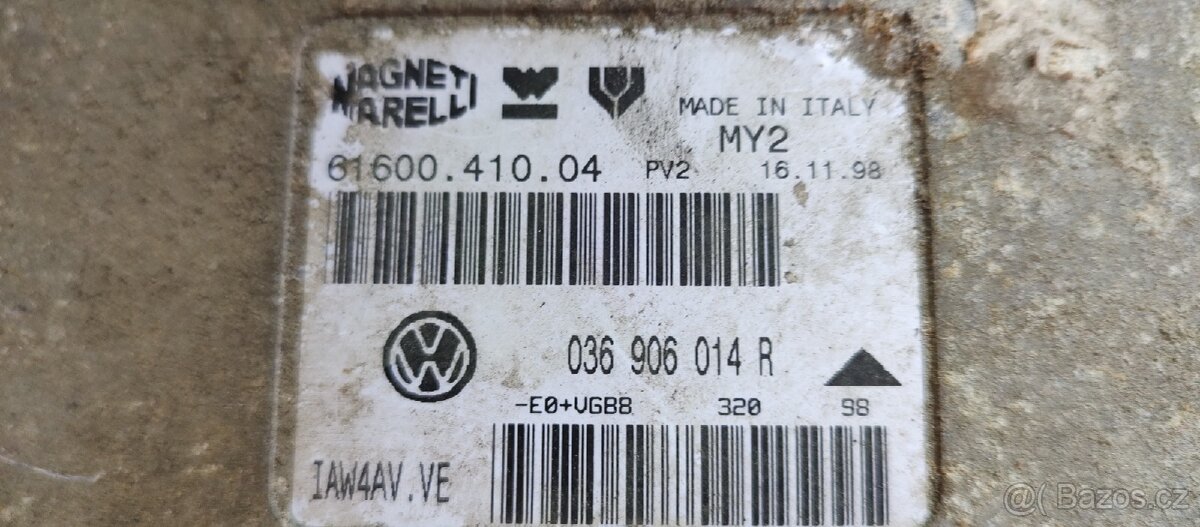 MAGNETI
MARELLI
MADE IN ITALY
MY2
61600.410.04 PV2 16.11.98
036 906 014 R
-E0+VGB8 320 98
IAW4AV.VE
@( Bazos.cz